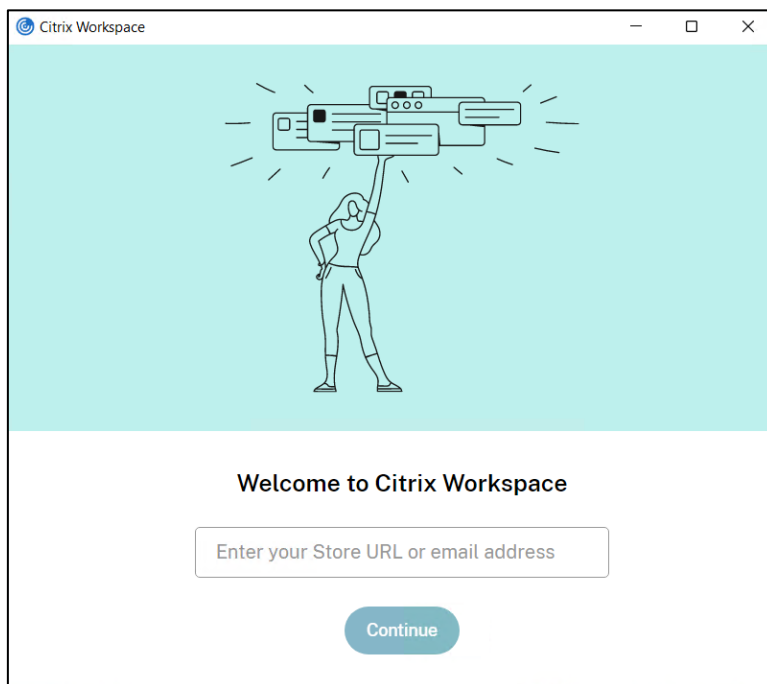 Citrix Workspace
Welcome to Citrix Workspace
Enter your Store URL or email address
Continue